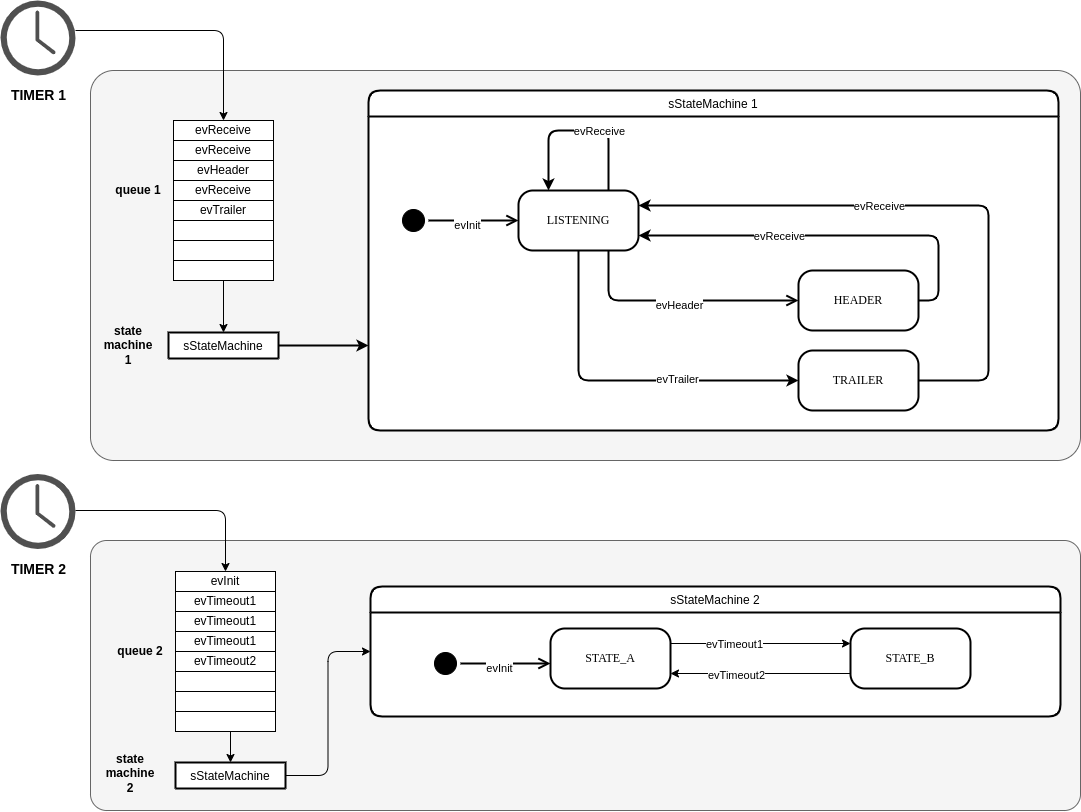 TIMER 1
sStateMachine 1
evReceive
evReceive
evHeader
evReceive
evTrailer
queue 1
state
machine
1
sStateMachine
evReceive
evInit
LISTENING
evReceive
evReceive
evHeader
HEADER
evTrailer
TRAILER
TIMER 2
evInit
evTimeout1
evTimeout1
evTimeout1
evTimeout2
queue 2
state
machine
2
sStateMachine
sStateMachine 2
evInit
STATE_A
evTimeout1
evTimeout2
STATE_B